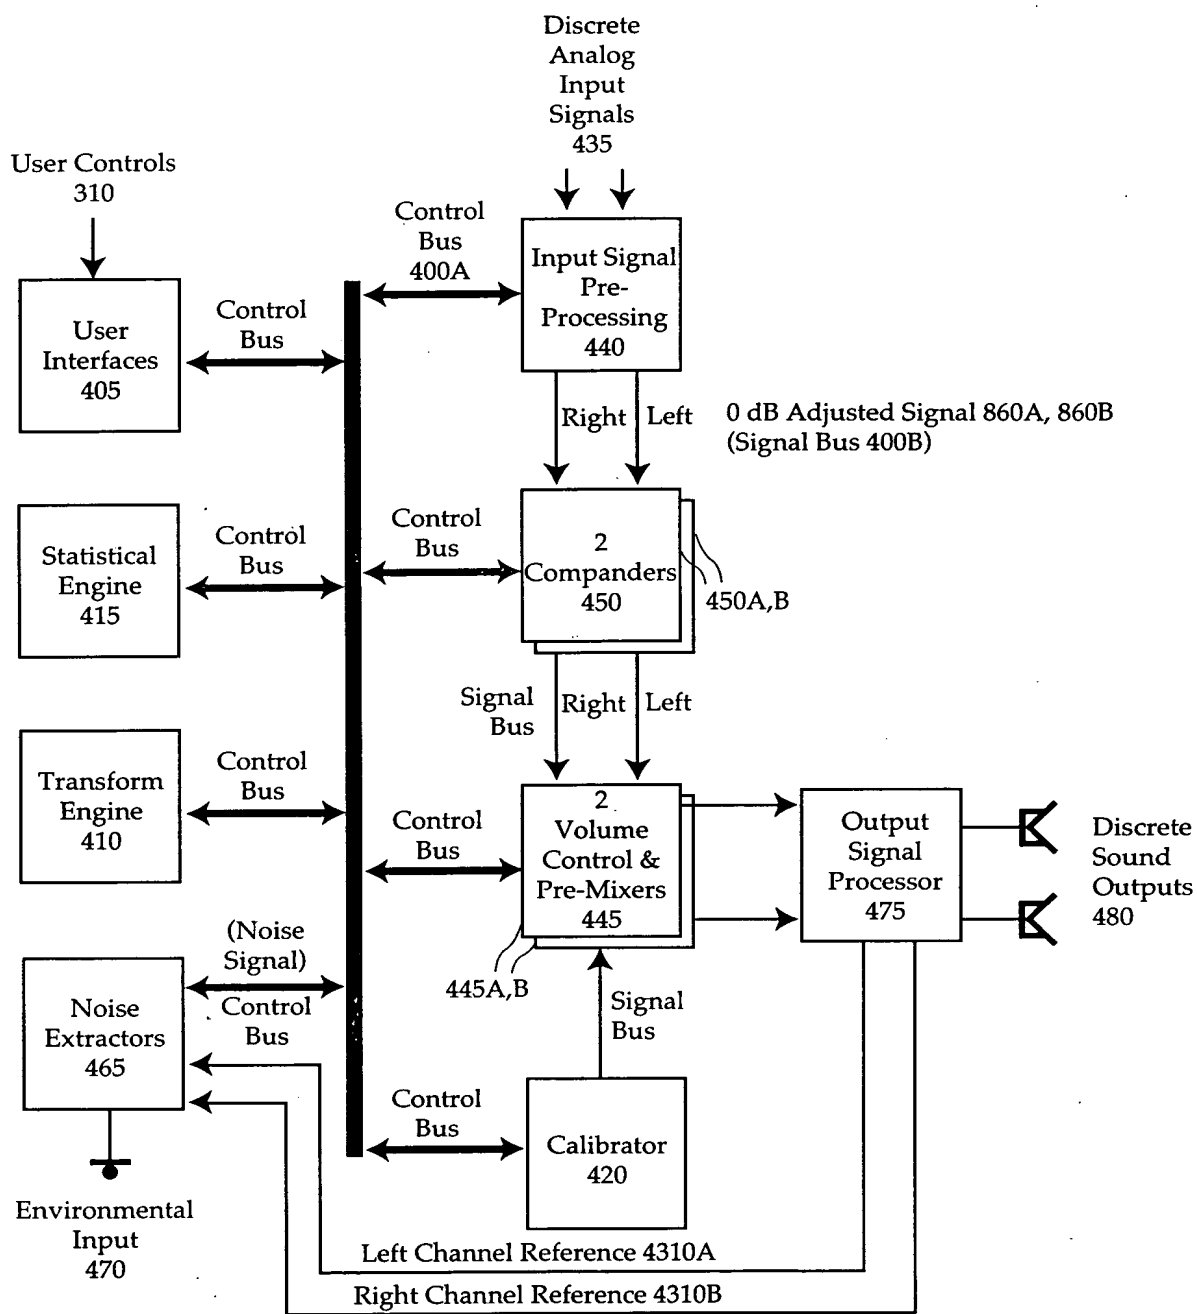 Discrete
Analog
Input
Signals
435
User Controls
310
Control
Bus
400A
Input Signal
Pre-
Processing
440
User
Interfaces
405
Control
Bus
Right
Left
0 dB Adjusted Signal 860A, 860B
(Signal Bus 400B)
Statistical
Engine
415
Control
Bus
Control
Bus
2
Companders
450
450A,B
Signal
Bus
Right
Left
Transform
Engine
410
Control
Bus
Control
Bus
2
Volume
Control &
Pre-Mixers
445
445A,B
Output
Signal
Processor
475
Discrete
Sound
Outputs
480
(Noise
Signal)
Control
Bus
Noise
Extractors
465
Signal
Bus
Control
Bus
Calibrator
420
Environmental
Input
470
Left Channel Reference 4310A
Right Channel Reference 4310B